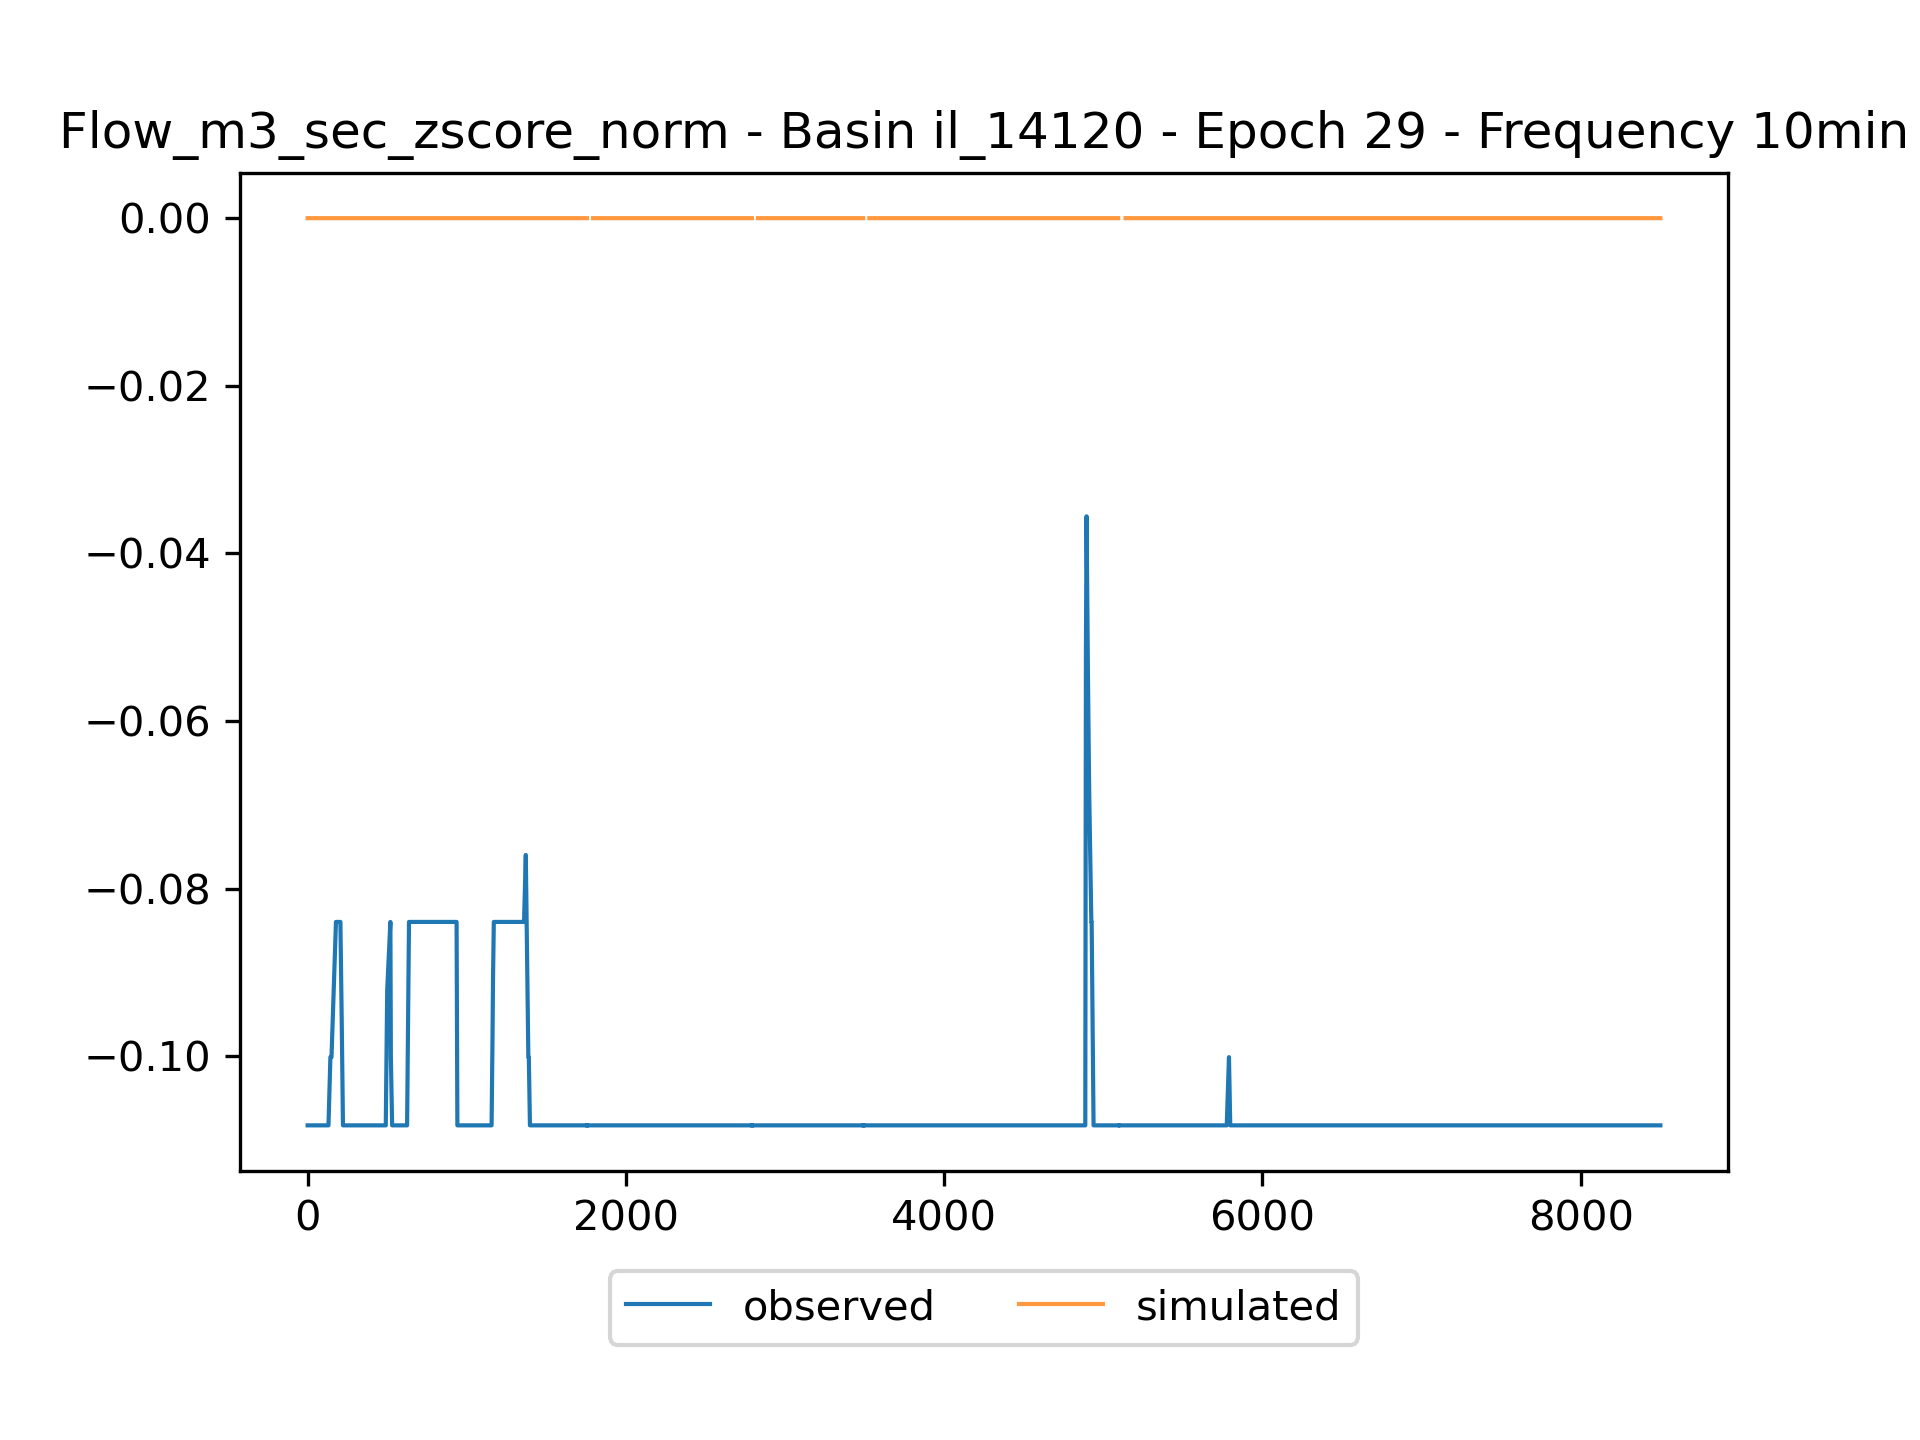 Flow_m3_sec_zscore_norm - Basin il_14120 - Epoch 29 - Frequency 10min
0.00
−0.02
−0.04
−0.06
−0.08
−0.10
0 2000 4000 6000 8000
observed simulated